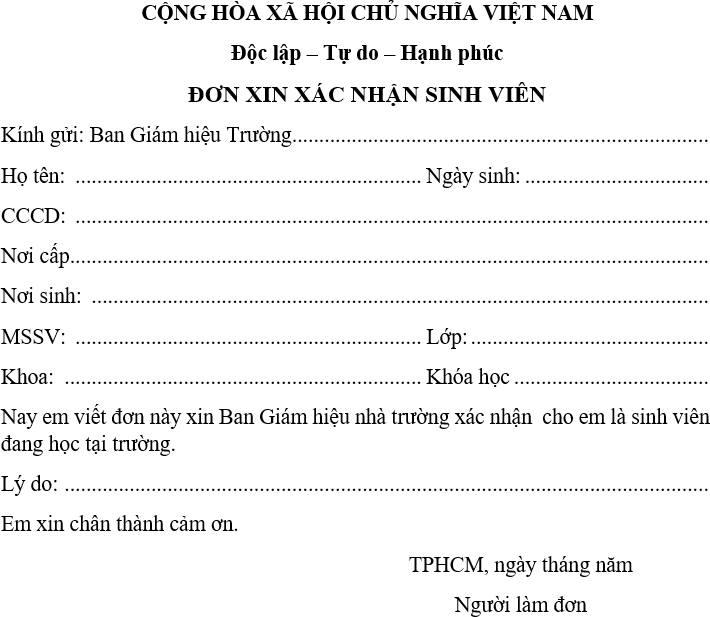 CỘNG HÒA XÃ HỘI CHỦ NGHĨA VIỆT NAM
Độc lập – Tự do – Hạnh phúc
ĐƠN XIN XÁC NHẬN SINH VIÊN
Kính gửi: Ban Giám hiệu Trường..............................................................................
Họ tên: ................................................................. Ngày sinh: ..................................
CCCD: .......................................................................................................................
Nơi cấp........................................................................................................................
Nơi sinh: ....................................................................................................................
MSSV: ................................................................. Lớp: ............................................
Khoa: ................................................................... Khóa học ....................................
Nay em viết đơn này xin Ban Giám hiệu nhà trường xác nhận cho em là sinh viên
đang học tại trường.
Lý do: .........................................................................................................................
Em xin chân thành cảm ơn.
TPHCM, ngày tháng năm
Người làm đơn